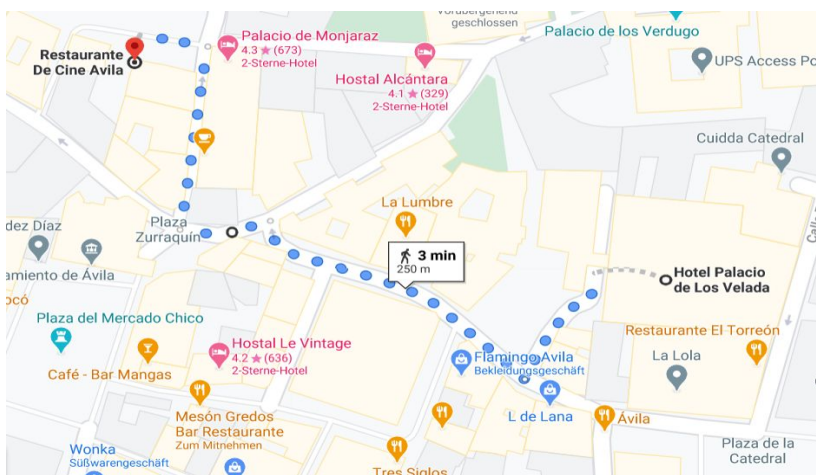 Vorübergehend
geschlossen
Palacio de los Verdugo
Palacio de Monjaraz
4.3 ★ (673)
2-Sterne-Hotel
Restaurante
De Cine Avila
Hostal Alcántara
4.1 ★ (329)
2-Sterne-Hotel
UPS Access Po
Cuidda Catedral
La Lumbre
Plaza
Zurraquín
dez Díaz
amiento de Ávila
ocó
3 min
250 m
Hotel Palacio
de Los Velada
Plaza del Mercado Chico
Hostal Le Vintage
4.2 ★ (636)
2-Sterne-Hotel
Restaurante El Torreón
Flamingo Avila
Bekleidungsgeschäft
La Lola
Café - Bar Mangas
L de Lana
Ávila
Mesón Gredos
Bar Restaurante
Zum Mitnehmen
Plaza de la
Catedral
Wonka
Süßwarengeschäft
Tres Siglos